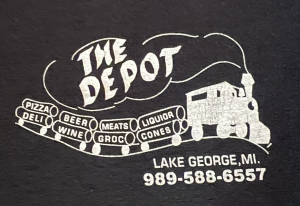 THE
DEPOT
PIZZA BEER MEATS LIQUOR
DELI WINE GROC CONES
LAKE GEORGE, MI.
989-588-6557